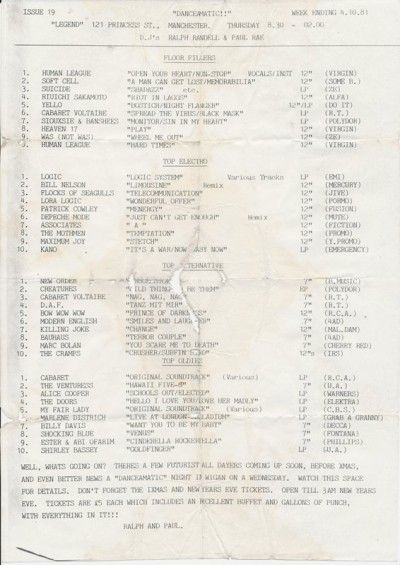 ISSUE 19 "DANCEAMATIC!!" WEEK ENDING 4.10.81
"LEGEND" 121 PRINCESS ST., MANCHESTER. THURSDAY 8.30 - 02.00
D.J's RALPH RANDELL & PAUL RAE
FLOOR FILLERS
1. HUMAN LEAGUE "OPEN YOUR HEART/NON-STOP" VOCALS/INST 12" (VIRGIN)
2. SOFT CELL "A MAN CAN GET LOST/MEMORABILIA" 12" (SOME B.)
3. SUICIDE "SHADAZZ" etc. LP (ZE)
4. RIUICHI SAKAMOTO "RIOT IN LAGOS" 12" (ALFA)
5. YELLO "BOSTICH/NIGHT FLANGER" 12"/LP (DO IT)
6. CABARET VOLTAIRE "SPREAD THE VIRUS/BLACK MASK" LP (R.T.)
7. SIOUXSIE & BANSHEES "MONITOR/SIN IN MY HEART" LP (POLYDOR)
8. HEAVEN 17 "PLAY" 12" (VIRGIN)
9. WAS (NOT WAS) "WHEEL ME OUT" 12" (ZE)
3. HUMAN LEAGUE "HARD TIMES" 12" (VIRGIN)
TOP ELECTRO
1. LOGIC "LOGIC SYSTEM" Various Tracks LP (EMI)
2. BILL NELSON "LIMOUSINE" Remix 12" (MERCURY)
3. FLOCKS OF SEAGULLS "TELECOMMUNICATION" 12" (JIVE)
4. LORA LOGIC "WONDERFUL OFFER" 12" (PORMO)
5. PATRICK COWLEY "MENERGY" 12" (FUSION)
6. DEPECHE MODE "JUST CAN'T GET ENOUGH" Remix 12" (MUTE)
7. ASSOCIATES " A " 12" (FICTION)
8. THE MOTHMEN "TEMPTATION" 12" (PROMO)
9. MAXIMUM JOY "STETCH" 12" (Y.PROMO)
10. KANO "IT'S A WAR/NOW BABY NOW" LP (EMERGENCY)
TOP ALTERNATIVE
1. NEW ORDER 7" (B.MUSIC)
2. CREATURES THEM" EP (POLYDOR)
3. CABARET VOLTAIRE "NAG, NAG, NAG" 7" (R.T.)
4. D.A.F. "TANZ MIT MIR" 7" (R.T.)
5. BOW WOW WOW "PRINCE OF DARKNESS" 12" (R.C.A.)
6. MODERN ENGLISH "SMILES AND LAUGHTER" 7" (4AD)
7. KILLING JOKE "CHANGE" 12" (MAL.DAM)
8. BAUHAUS "TERROR COUPLE" 7" (4AD)
9. MARC BOLAN "YOU SCARE ME TO DEATH" 7" (CHERRY RED)
10. THE CRAMPS "CRUSHER/SURFIN 12"s (IRS)
TOP OLDIES
1. CABARET "ORIGINAL SOUNDTRACK" (Various) LP (R.C.A.)
2. THE VENTURESS "HAWAII FIVE-0" 7" (U.A.)
3. ALICE COOPER "SCHOOLS OUT/ELECTED" LP (WARNERS)
4. THE DOORS "HELLO I LOVE YOU/LOVE HER MADLY" LP (ELEKTRA)
5. MY FAIR LADY "ORIGINAL SOUNDTRACK" (Various) LP (C.B.S.)
6. MARLENE DISTRICH "LIVE AT LONDON PALLADIUM" LP (GRAB A GRANNY)
7. BILLY DAVIS "WANT YOU TO BE MY BABY" 7" (DECCA)
8. SHOCKING BLUE "VENUS" 7" (FONTANA)
9. ESTER & ABI OFARIM "CINDERELLA ROCKERFELLA" 7" (PHILLIPS)
10. SHIRLEY BASSEY "GOLDFINGER" LP (U.A.)
WELL, WHATS GOING ON? THERES A FEW FUTURIST ALL DAYERS COMING UP SOON, BEFORE XMAS,
AND EVEN BETTER NEWS A "DANCEAMATIC" NIGHT IN WIGAN ON A WEDNESDAY. WATCH THIS SPACE
FOR DETAILS. DON'T FORGET THE XMAS AND NEW YEARS EVE TICKETS. OPEN TILL 3AM NEW YEARS
EVE. TICKETS ARE £5 EACH WHICH INCLUDES AN EXCELLENT BUFFET AND GALLONS OF PUNCH,
WITH EVERYTHING IN IT!!!
RALPH AND PAUL.